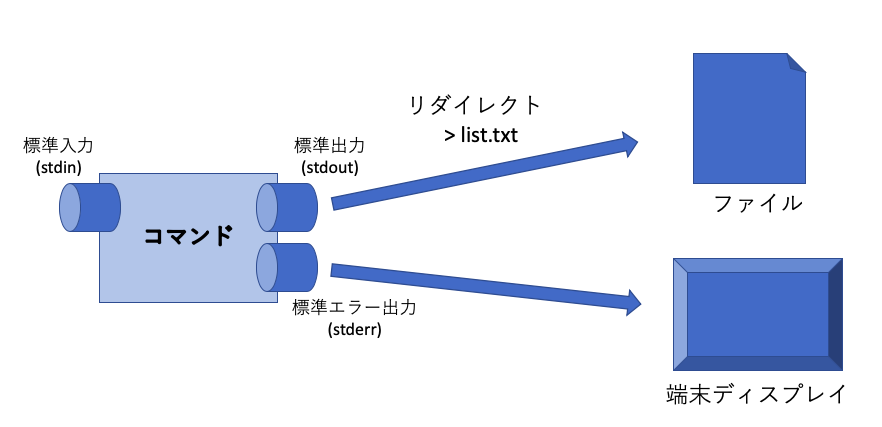 リダイレクト
> list.txt
標準入力
(stdin)
標準出力
(stdout)
コマンド
ファイル
標準エラー出力
(stderr)
端末ディスプレイ